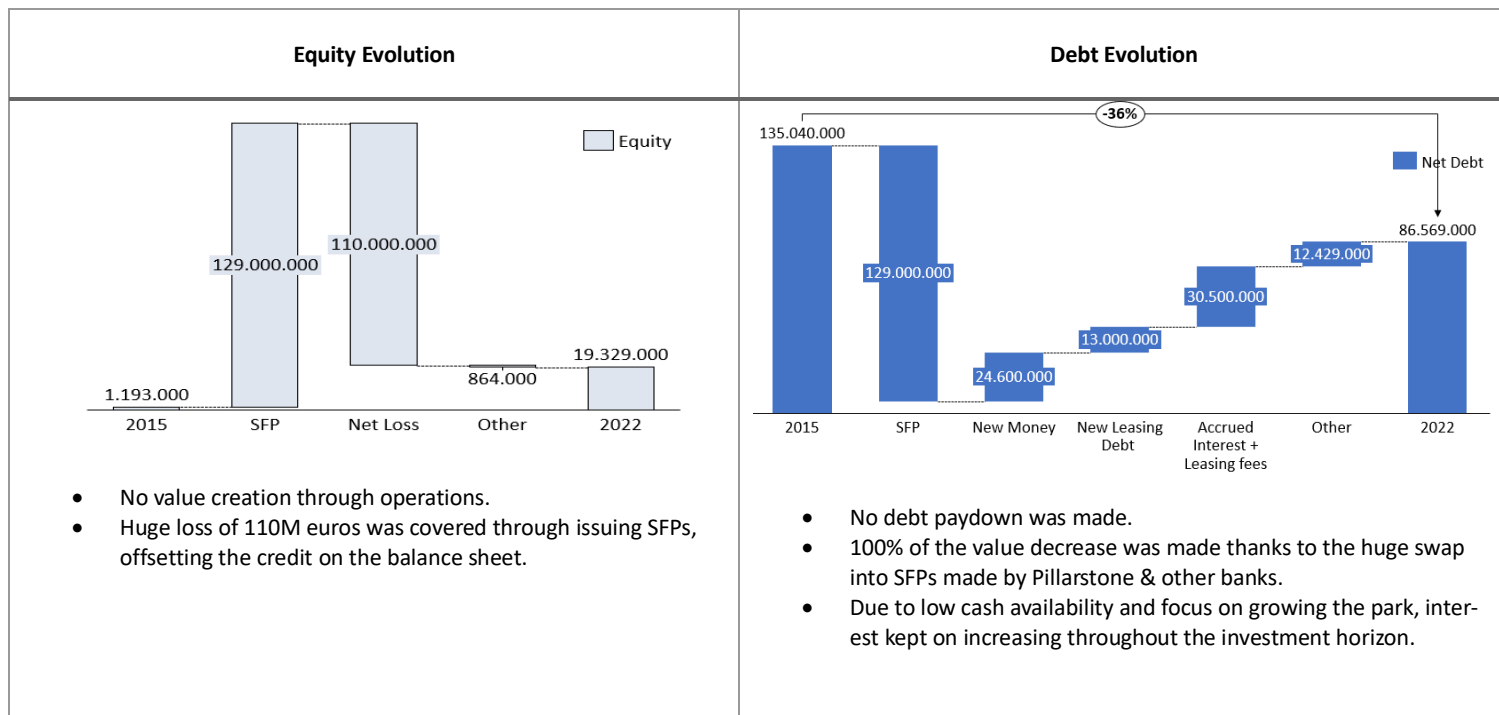 Equity Evolution
Equity
129.000.000
110.000.000
1.193.000
864.000
19.329.000
2015
SFP
Net Loss
Other
2022
• No value creation through operations.
• Huge loss of 110M euros was covered through issuing SFPs,
offsetting the credit on the balance sheet.
Debt Evolution
-36%
135.040.000
Net Debt
86.569.000
129.000.000
24.600.000
13.000.000
30.500.000
12.429.000
2015
SFP
New Money
New Leasing
Debt
Accrued
Interest +
Leasing fees
Other
2022
• No debt paydown was made.
• 100% of the value decrease was made thanks to the huge swap
into SFPs made by Pillarstone & other banks.
• Due to low cash availability and focus on growing the park, inter-
est kept on increasing throughout the investment horizon.